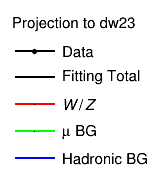 Projection to dw23
Data
Fitting Total
W/Z
μ BG
Hadronic BG